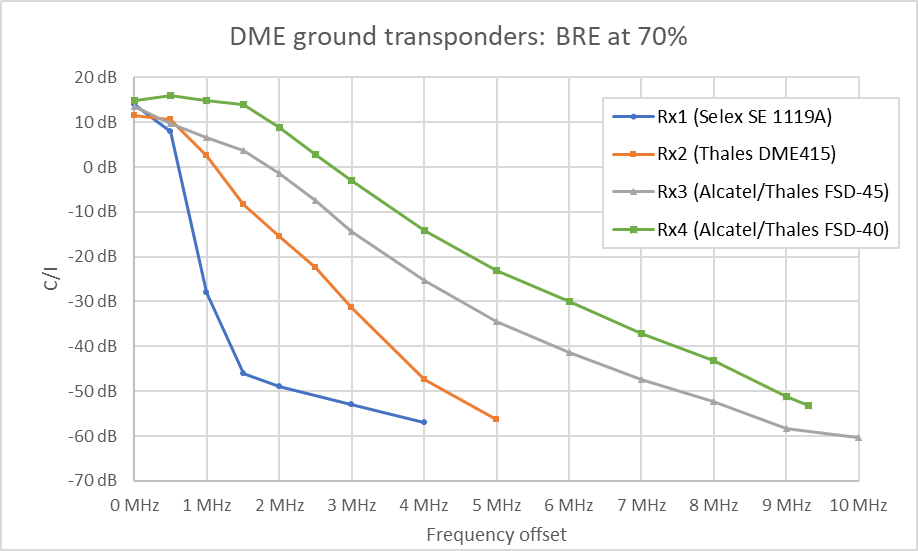 DME ground transponders: BRE at 70%
20 dB
10 dB
0 dB
-10 dB
-20 dB
-30 dB
-40 dB
-50 dB
-60 dB
-70 dB
C/I
Rx1 (Selex SE 1119A)
Rx2 (Thales DME415)
Rx3 (Alcatel/Thales FSD-45)
Rx4 (Alcatel/Thales FSD-40)
0 MHz 1 MHz 2 MHz 3 MHz 4 MHz 5 MHz 6 MHz 7 MHz 8 MHz 9 MHz 10 MHz
Frequency offset